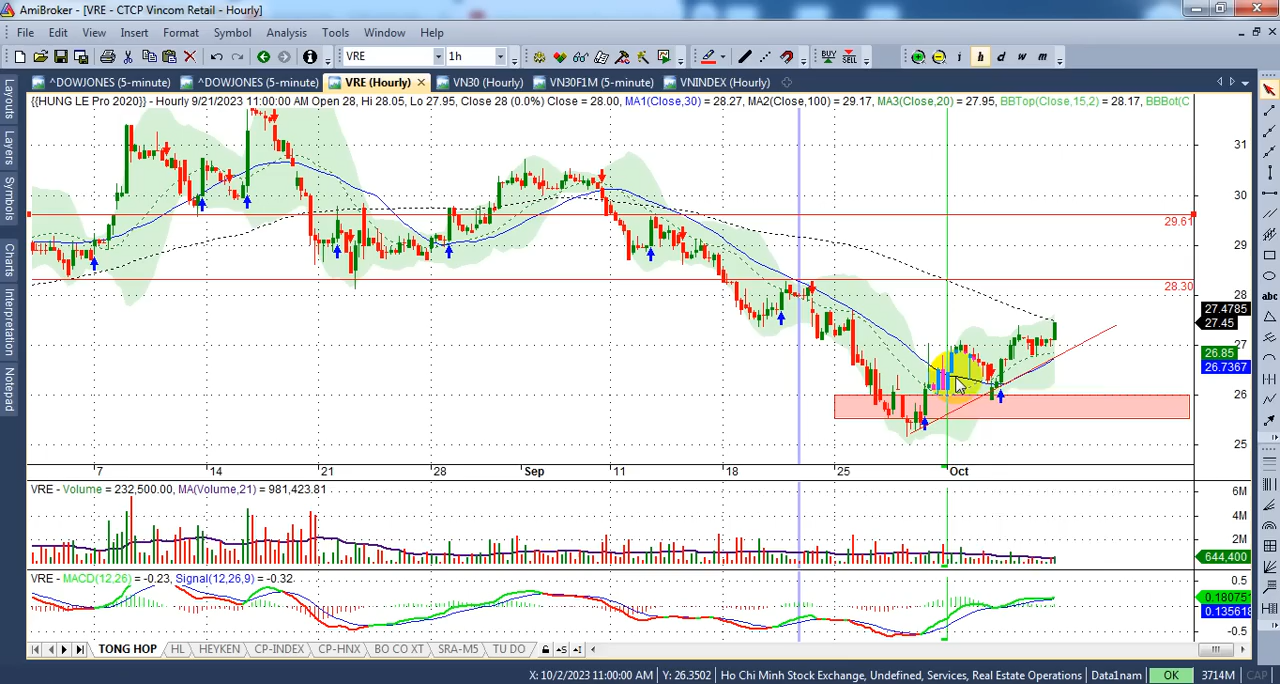 AmiBroker - [VRE - CTCP Vincom Retail - Hourly]
File Edit View Insert Format Symbol Analysis Tools Window Help
VRE 1h BUY SELL i h d w m
^DOWJONES (5-minute) ^DOWJONES (5-minute) VRE (Hourly) VN30 (Hourly) VN30F1M (5-minute) VNINDEX (Hourly)
Layouts
Layers
Symbols
Charts
Interpretation
Notepad
{{HUNG LE Pro 2020}} - Hourly 9/21/2023 11:00:00 AM Open 28, Hi 28.05, Lo 27.95, Close 28 (0.0%) Close = 28.00, MA1(Close,30) = 28.27, MA2(Close,100) = 29.17, MA3(Close,20) = 27.95, BBTop(Close,15,2) = 28.17, BBBot(C
31
30
29.61
29
28.30
28
27.4785
27.45
27
26.85
26.7367
26
25
7 14 21 28 Sep 11 18 25 Oct
VRE - Volume = 232,500.00, MA(Volume,21) = 981,423.81
6M
4M
2M
644,400
VRE - MACD(12,26) = -0.23, Signal(12,26,9) = -0.32
0.5
0.180751
0.135618
-0.5
abc
TONG HOP HL HEYKEN CP-INDEX CP-HNX BO CO XT SRA-M5 TU DO
X: 10/2/2023 11:00:00 AM Y: 26.3502 Ho Chi Minh Stock Exchange, Undefined, Services, Real Estate Operations Data1nam OK 3714M CAP